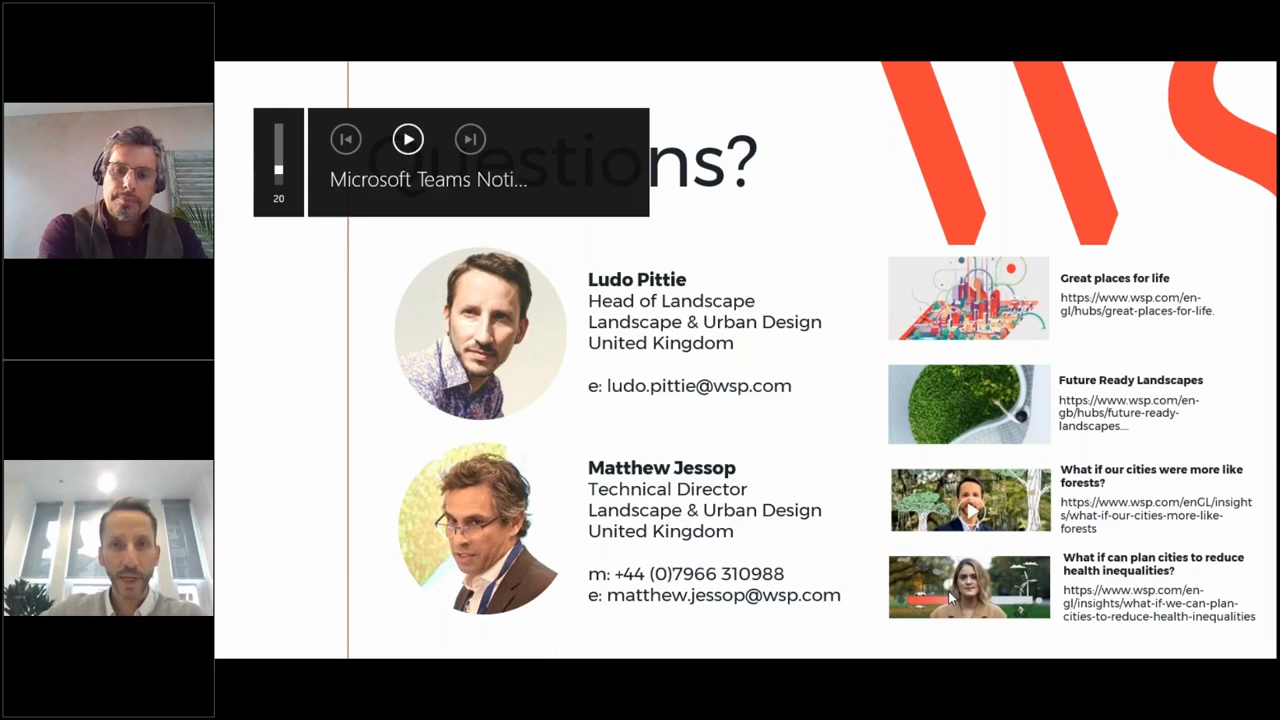 Questions?
20
Microsoft Teams Noti...
Ludo Pittie
Head of Landscape
Landscape & Urban Design
United Kingdom
e: ludo.pittie@wsp.com
Matthew Jessop
Technical Director
Landscape & Urban Design
United Kingdom
m: +44 (0)7966 310988
e: matthew.jessop@wsp.com
Great places for life
https://www.wsp.com/en-
gl/hubs/great-places-for-life.
Future Ready Landscapes
https://www.wsp.com/en-
gb/hubs/future-ready-
landscapes....
What if our cities were more like
forests?
https://www.wsp.com/enGL/insight
s/what-if-our-cities-more-like-
forests
What if can plan cities to reduce
health inequalities?
https://www.wsp.com/en-
gl/insights/what-if-we-can-plan-
cities-to-reduce-health-inequalities